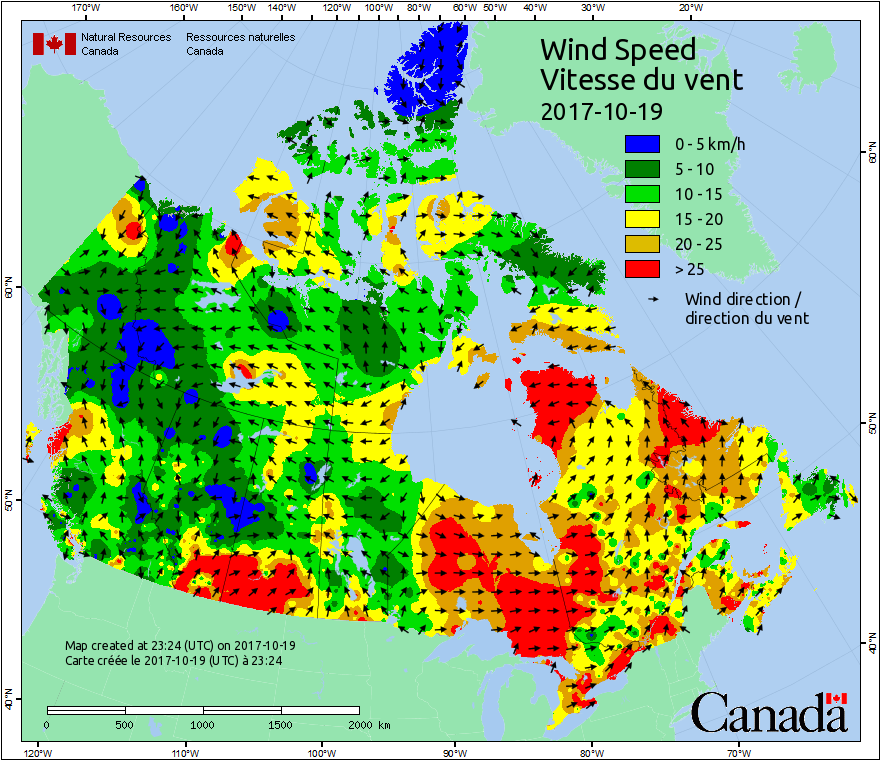 170°W 160°W 150°W 140°W 120°W 100°W 80°W 60°W 50°W 40°W 30°W 20°W
Natural Resources Ressources naturelles
Canada Canada
Wind Speed
Vitesse du vent
2017-10-19
0 - 5 km/h
5 - 10
10 - 15
15 - 20
20 - 25
> 25
Wind direction /
direction du vent
60°N
60°N
50°N
50°N
40°N
40°N
Map created at 23:24 (UTC) on 2017-10-19
Carte créée le 2017-10-19 (UTC) à 23:24
0 500 1000 1500 2000 km
Canada
120°W 110°W 100°W 90°W 80°W 70°W